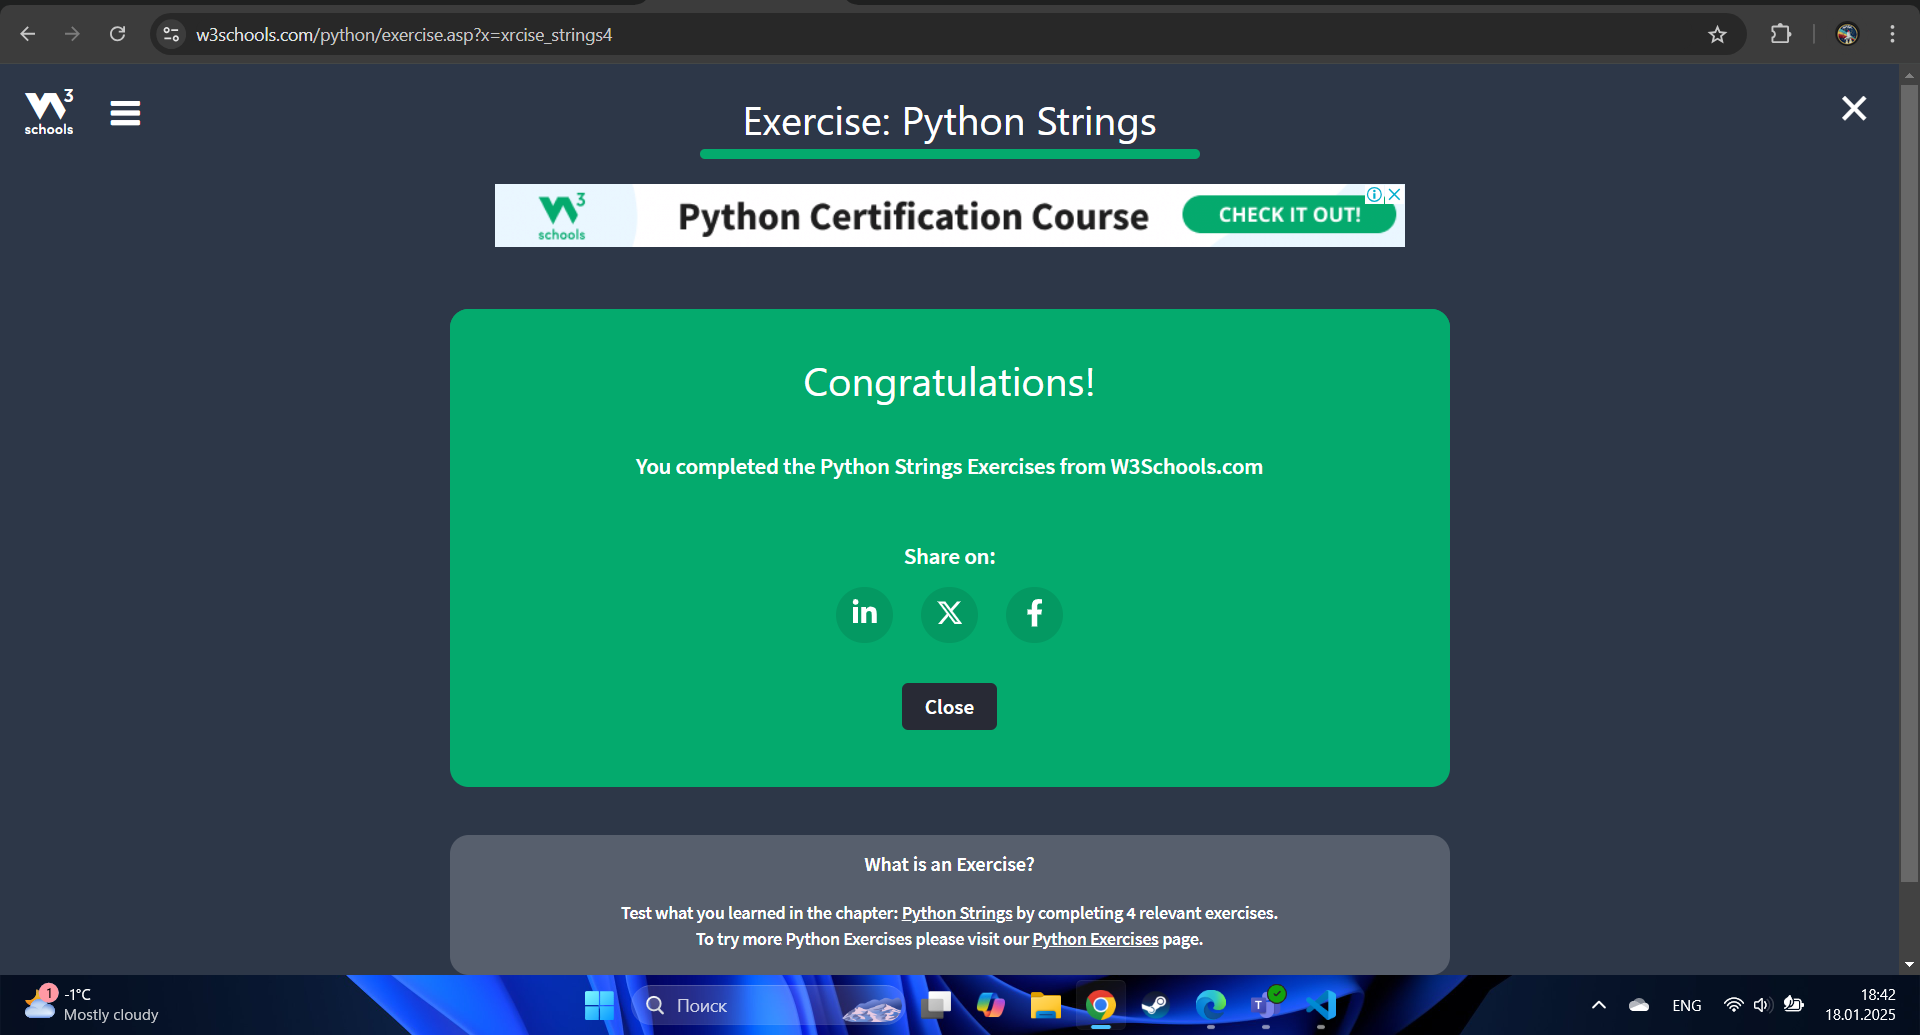 w3schools.com/python/exercise.asp?x=xrcise_strings4
W3
schools
Exercise: Python Strings
W3
schools
Python Certification Course
CHECK IT OUT!
Congratulations!
You completed the Python Strings Exercises from W3Schools.com
Share on:
in
X
f
Close
What is an Exercise?
Test what you learned in the chapter: Python Strings by completing 4 relevant exercises.
To try more Python Exercises please visit our Python Exercises page.
1
-1°C
Mostly cloudy
Поиск
T
ENG
18:42
18.01.2025